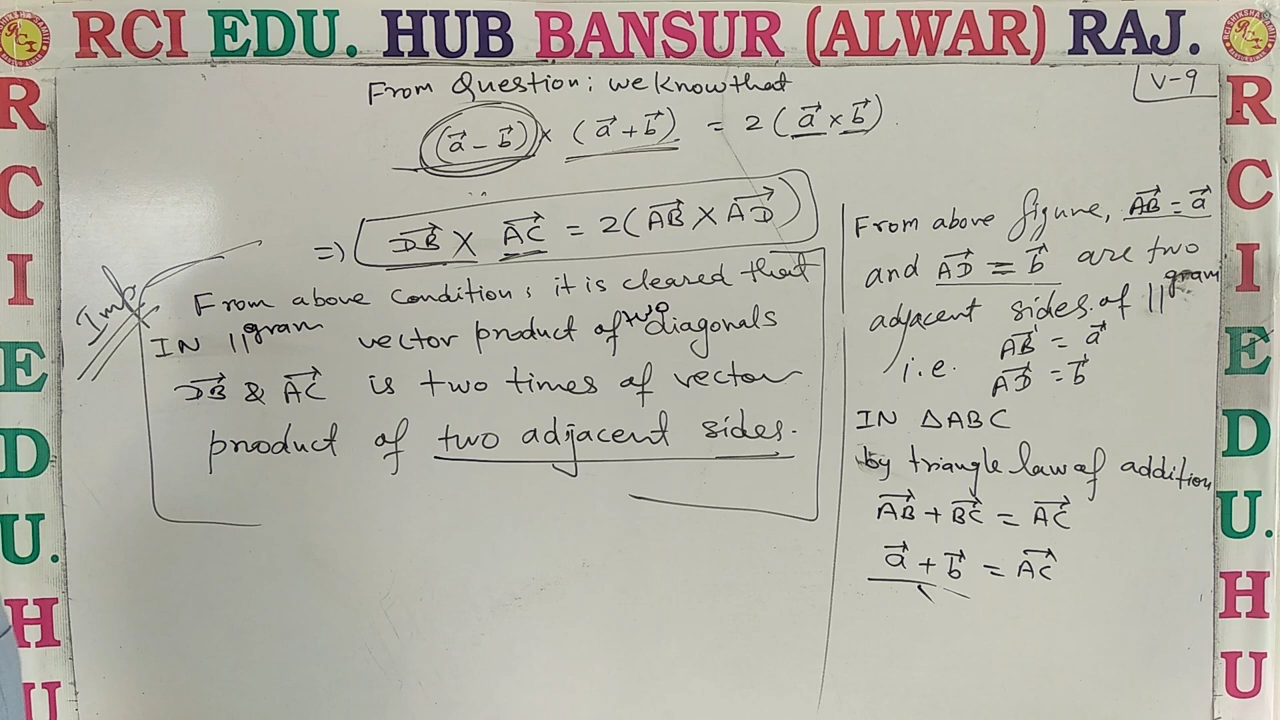 RCI EDU. HUB BANSUR (ALWAR) RAJ.
R
C
I
E
D
U.
H
U
R
C
I
E
D
U.
H
U
V-9
From Question: we know that
(a⃗ - b⃗) × (a⃗ + b⃗) = 2 (a⃗ × b⃗)
⇒ DB⃗ × AC⃗ = 2(AB⃗ × AD⃗)
Imp
From above condition: it is cleared that
IN ||gram vector product of two diagonals
DB⃗ & AC⃗ is two times of vector
product of two adjacent sides.
From above figure, AB⃗ = a⃗
and AD⃗ = b⃗ are two
adjacent sides of ||gram
i.e. AB⃗ = a⃗
AD⃗ = b⃗
IN ΔABC
by triangle law of addition
AB⃗ + BC⃗ = AC⃗
a⃗ + b⃗ = AC⃗